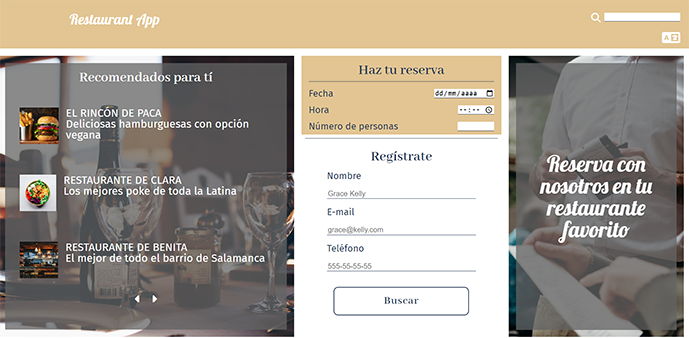 Restaurant App
Recomendados para tí
EL RINCÓN DE PACA
Deliciosas hamburguesas con opción
vegana
RESTAURANTE DE CLARA
Los mejores poke de toda la Latina
RESTAURANTE DE BENITA
El mejor de todo el barrio de Salamanca
Haz tu reserva
Fecha dd/mm/aaaa
Hora --:--
Número de personas
Regístrate
Nombre
Grace Kelly
E-mail
grace@kelly.com
Teléfono
555-55-55-55
Buscar
Reserva con
nosotros en tu
restaurante
favorito